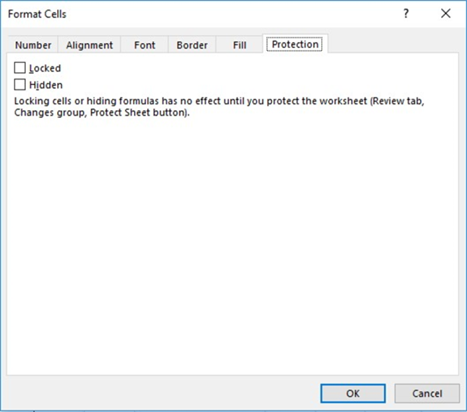 Format Cells
Number Alignment Font Border Fill Protection
Locked
Hidden
Locking cells or hiding formulas has no effect until you protect the worksheet (Review tab,
Changes group, Protect Sheet button).
OK Cancel